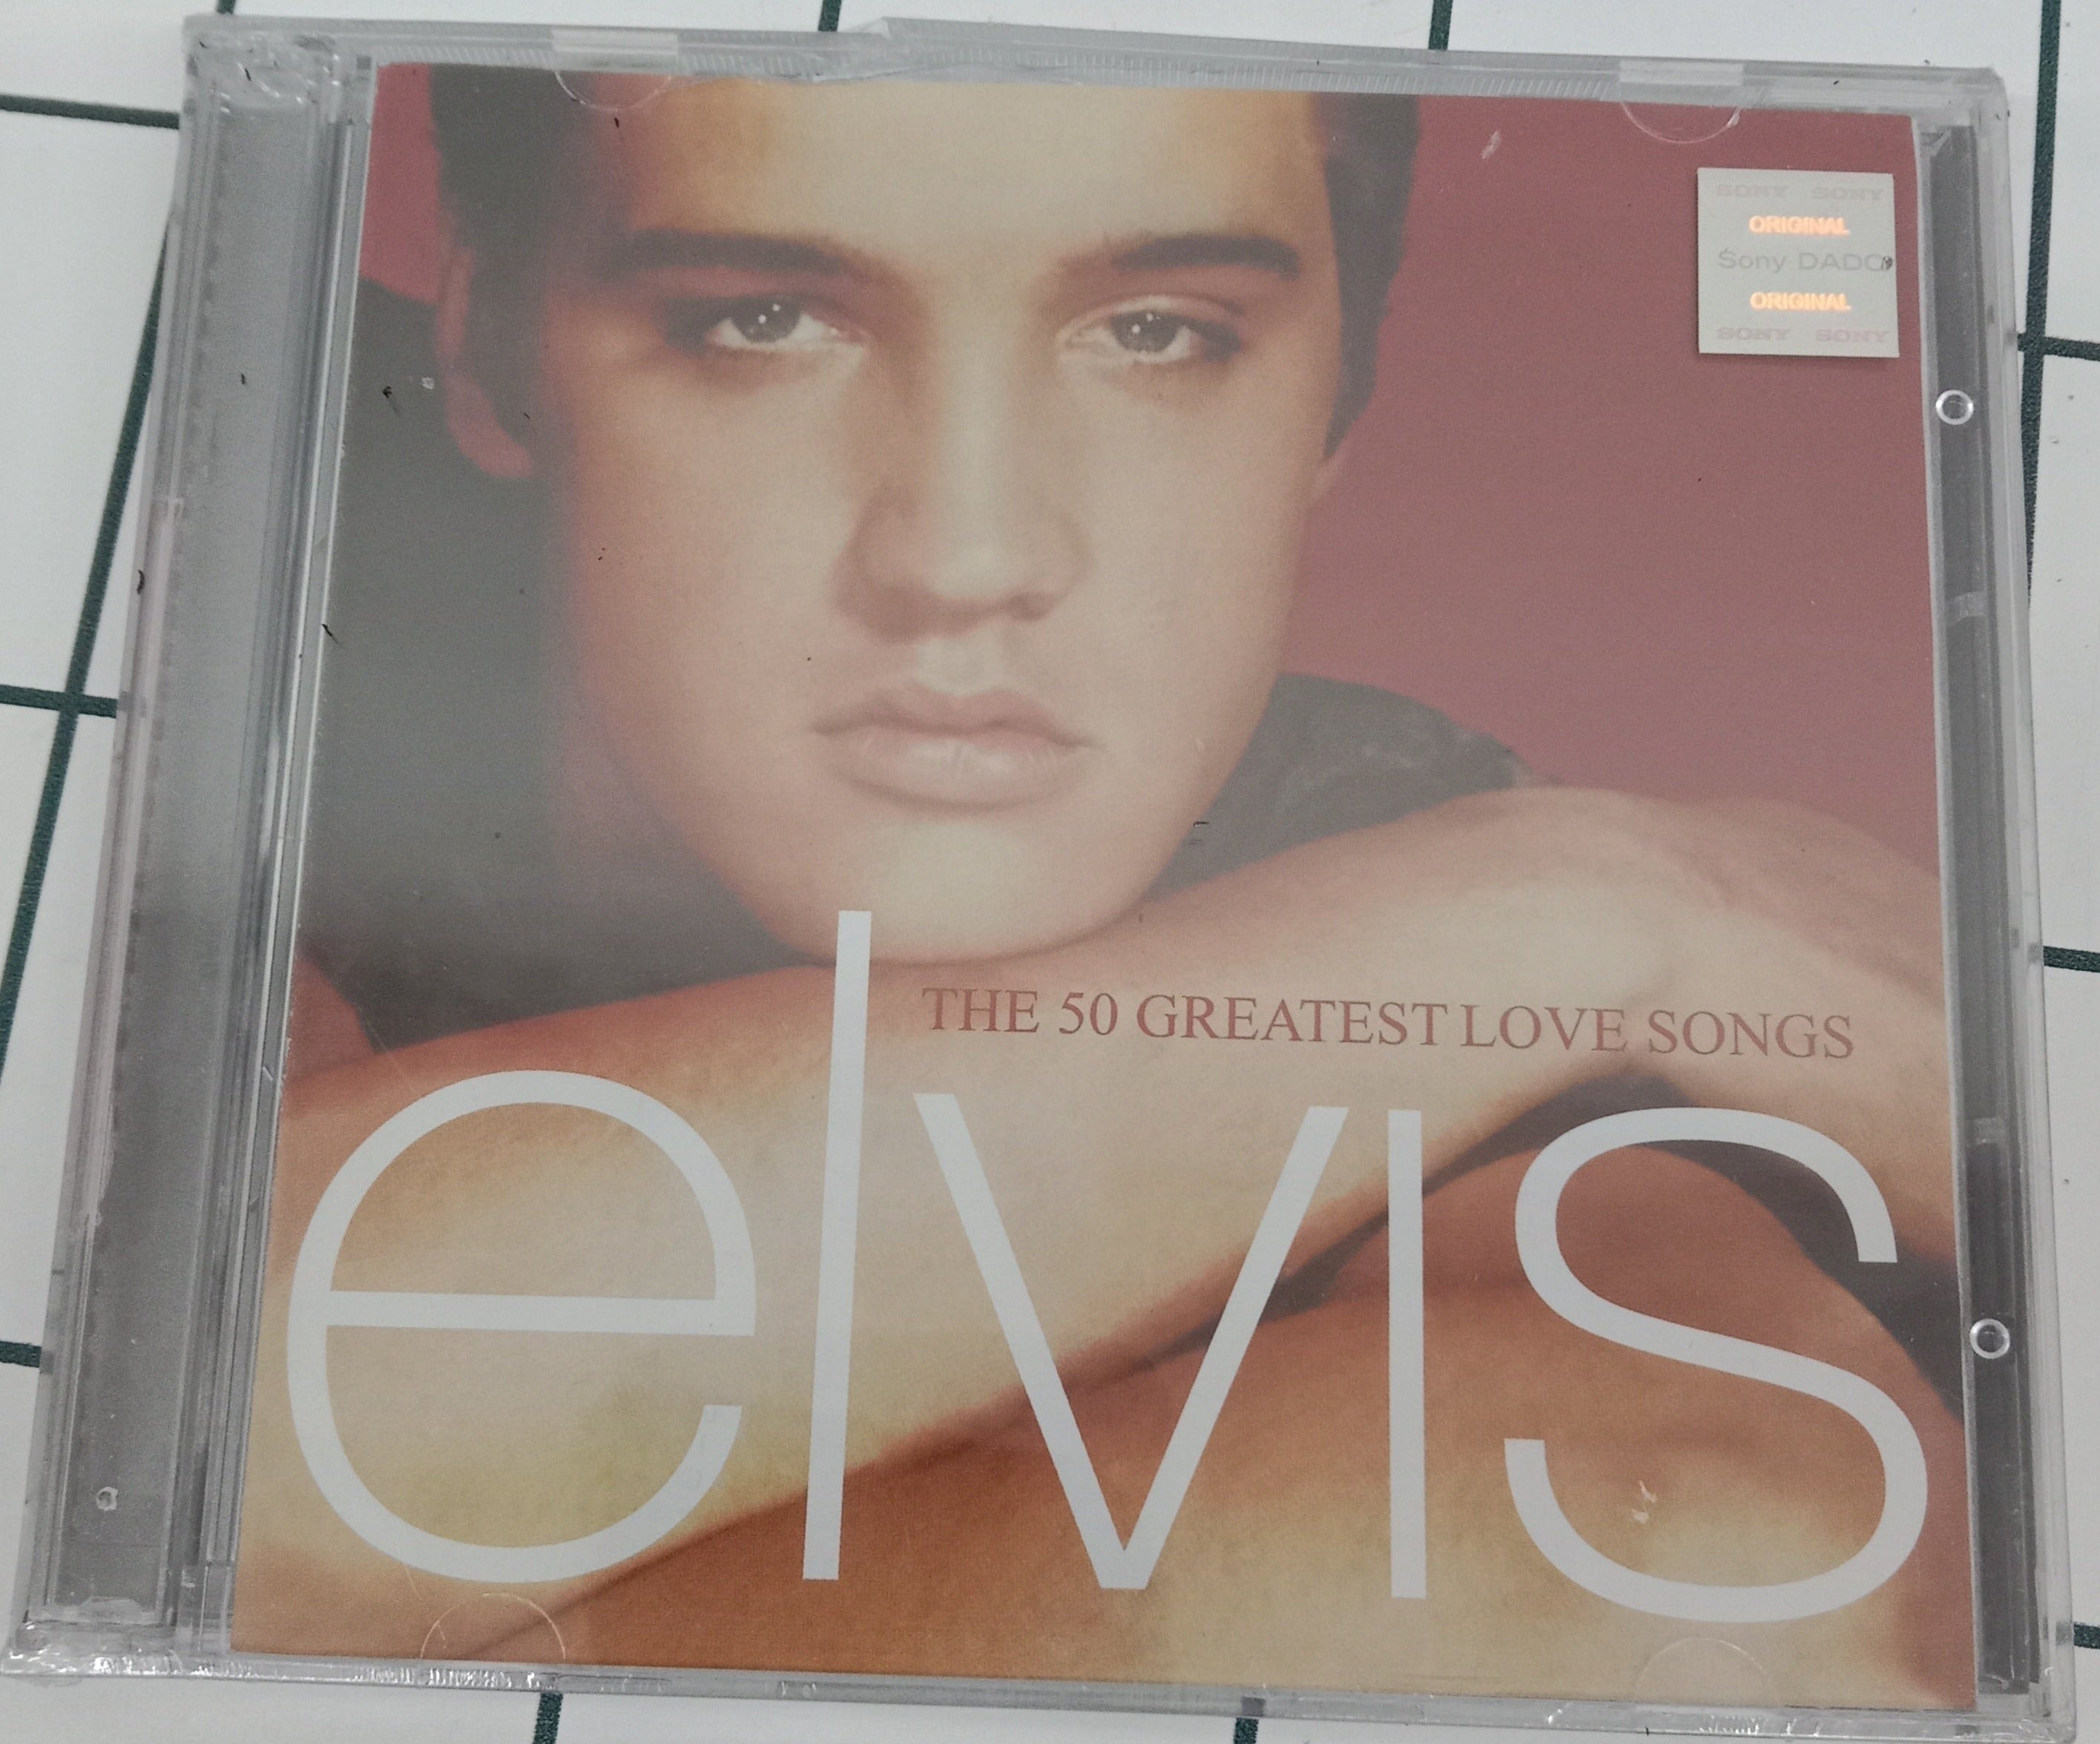 SONY SONY
ORIGINAL
Sony DADC
ORIGINAL
SONY SONY
THE 50 GREATEST LOVE SONGS
elvis